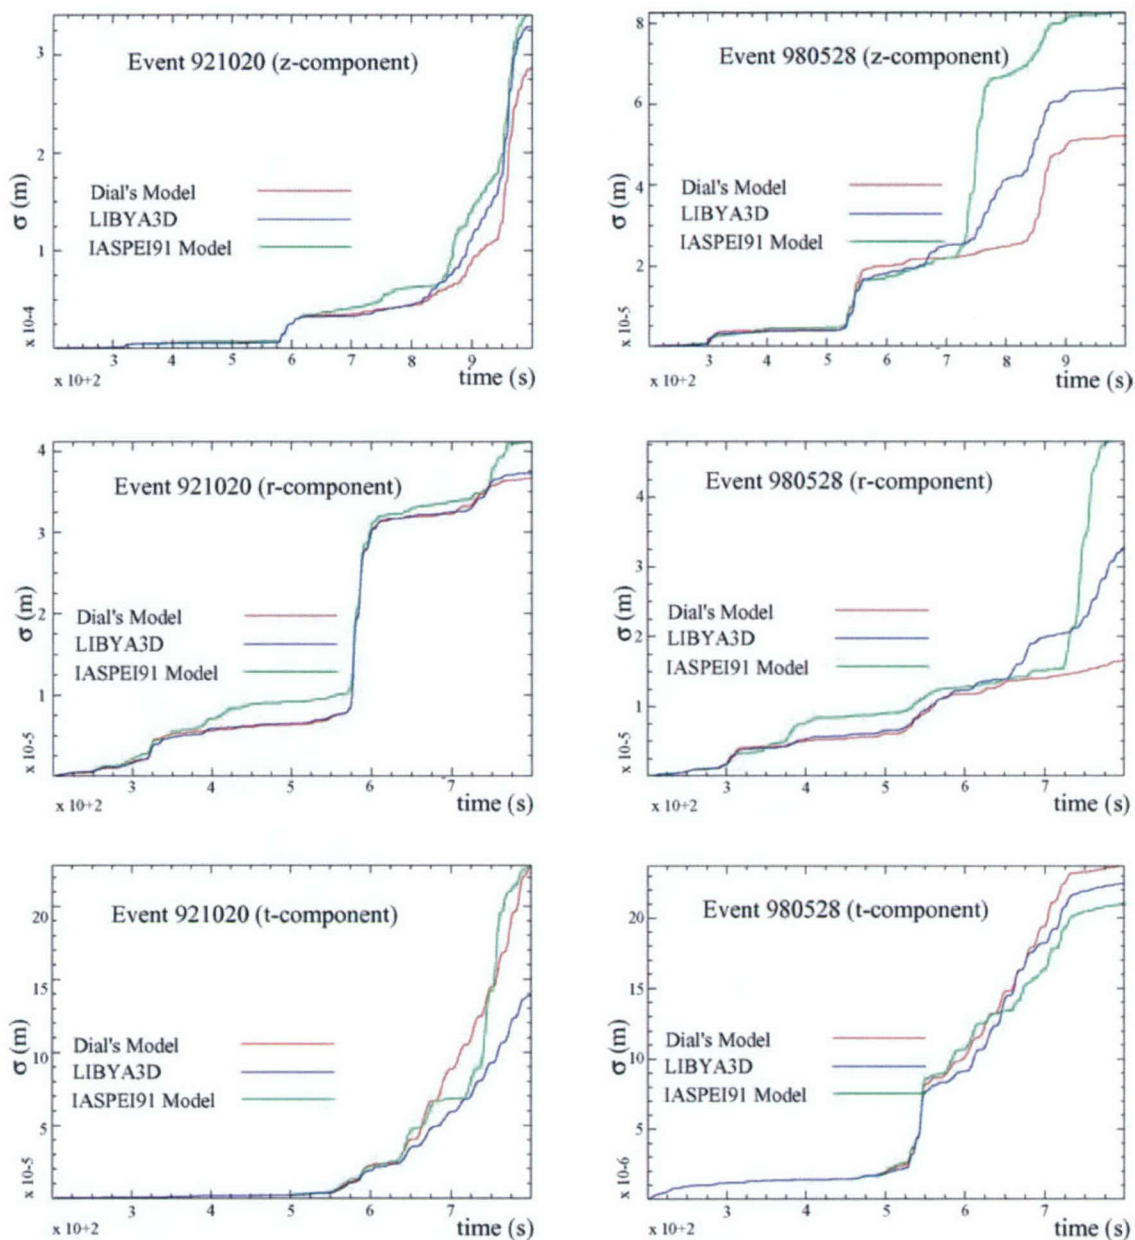 Event 921020 (z-component)
σ (m)
3
2
1
x 10-4
Dial's Model
LIBYA3D
IASPEI91 Model
3 4 5 6 7 8 9
x 10+2
time (s)
Event 980528 (z-component)
σ (m)
8
6
4
2
x 10-5
Dial's Model
LIBYA3D
IASPEI91 Model
3 4 5 6 7 8 9
x 10+2
time (s)
Event 921020 (r-component)
σ (m)
4
3
2
1
x 10-5
Dial's Model
LIBYA3D
IASPEI91 Model
3 4 5 6 7
x 10+2
time (s)
Event 980528 (r-component)
σ (m)
4
3
2
1
x 10-5
Dial's Model
LIBYA3D
IASPEI91 Model
3 4 5 6 7
x 10+2
time (s)
Event 921020 (t-component)
σ (m)
20
15
10
5
x 10-5
Dial's Model
LIBYA3D
IASPEI91 Model
3 4 5 6 7
x 10+2
time (s)
Event 980528 (t-component)
σ (m)
20
15
10
5
x 10-6
Dial's Model
LIBYA3D
IASPEI91 Model
3 4 5 6 7
x 10+2
time (s)